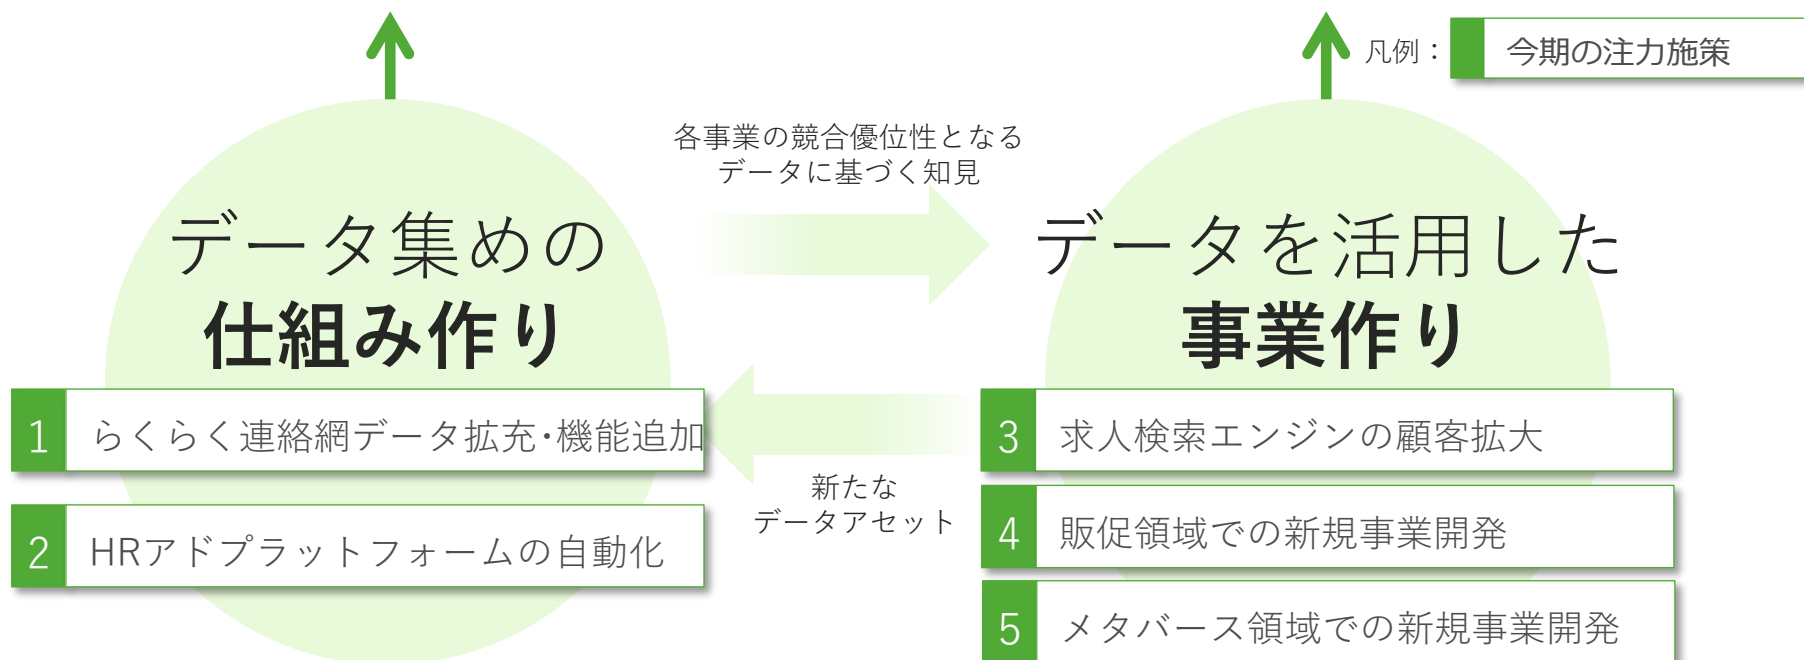 凡例：
今期の注力施策
各事業の競合優位性となる
データに基づく知見
データ集めの
仕組み作り
データを活用した
事業作り
1 らくらく連絡網データ拡充･機能追加
2 HRアドプラットフォームの自動化
新たな
データアセット
3 求人検索エンジンの顧客拡大
4 販促領域での新規事業開発
5 メタバース領域での新規事業開発